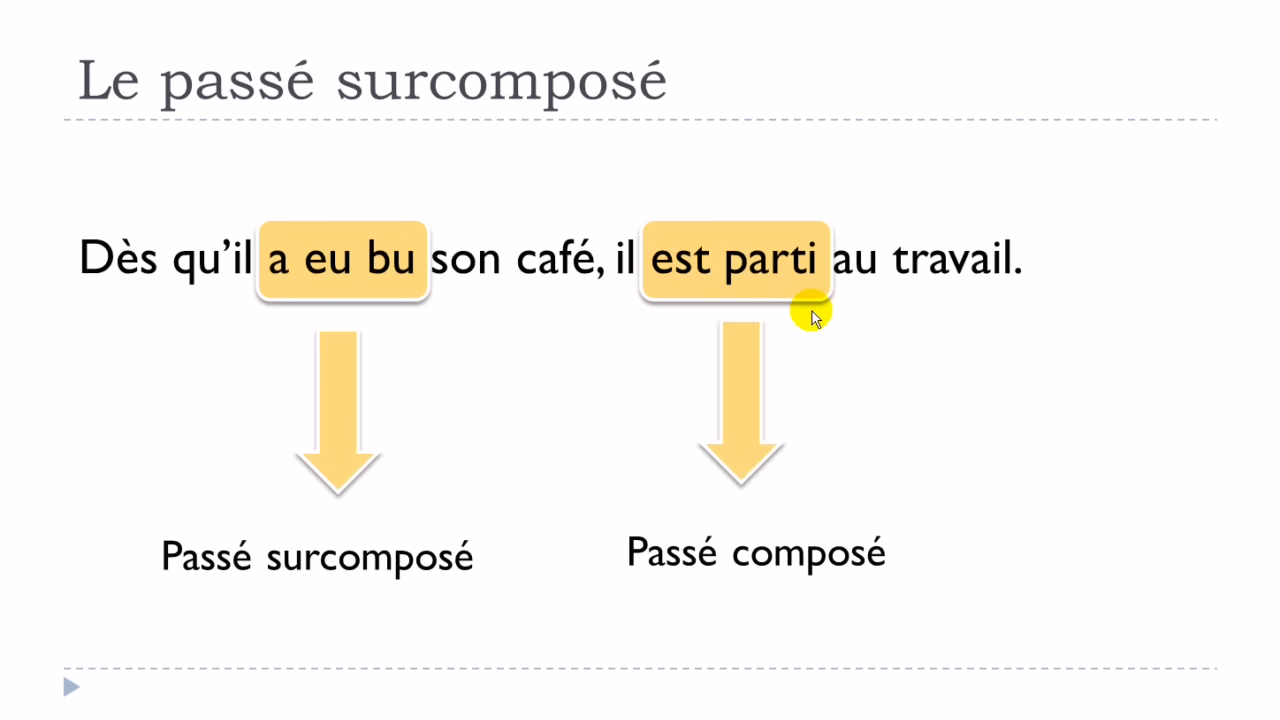 Le passé surcomposé
Dès qu’il a eu bu son café, il est parti au travail.
Passé surcomposé
Passé composé